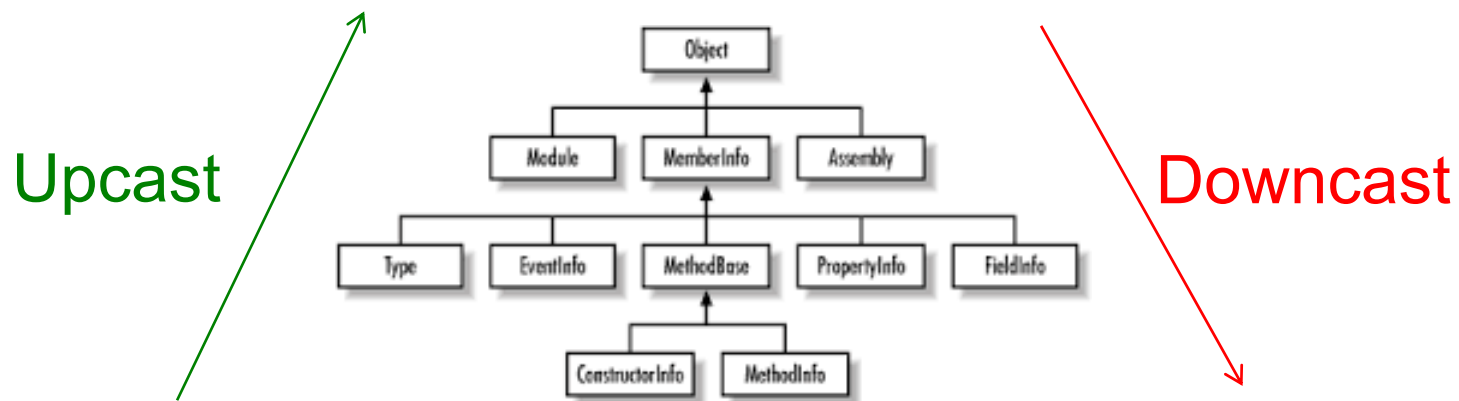 Object
Module MemberInfo Assembly
Upcast Downcast
Type EventInfo MethodBase PropertyInfo FieldInfo
ConstructorInfo MethodInfo